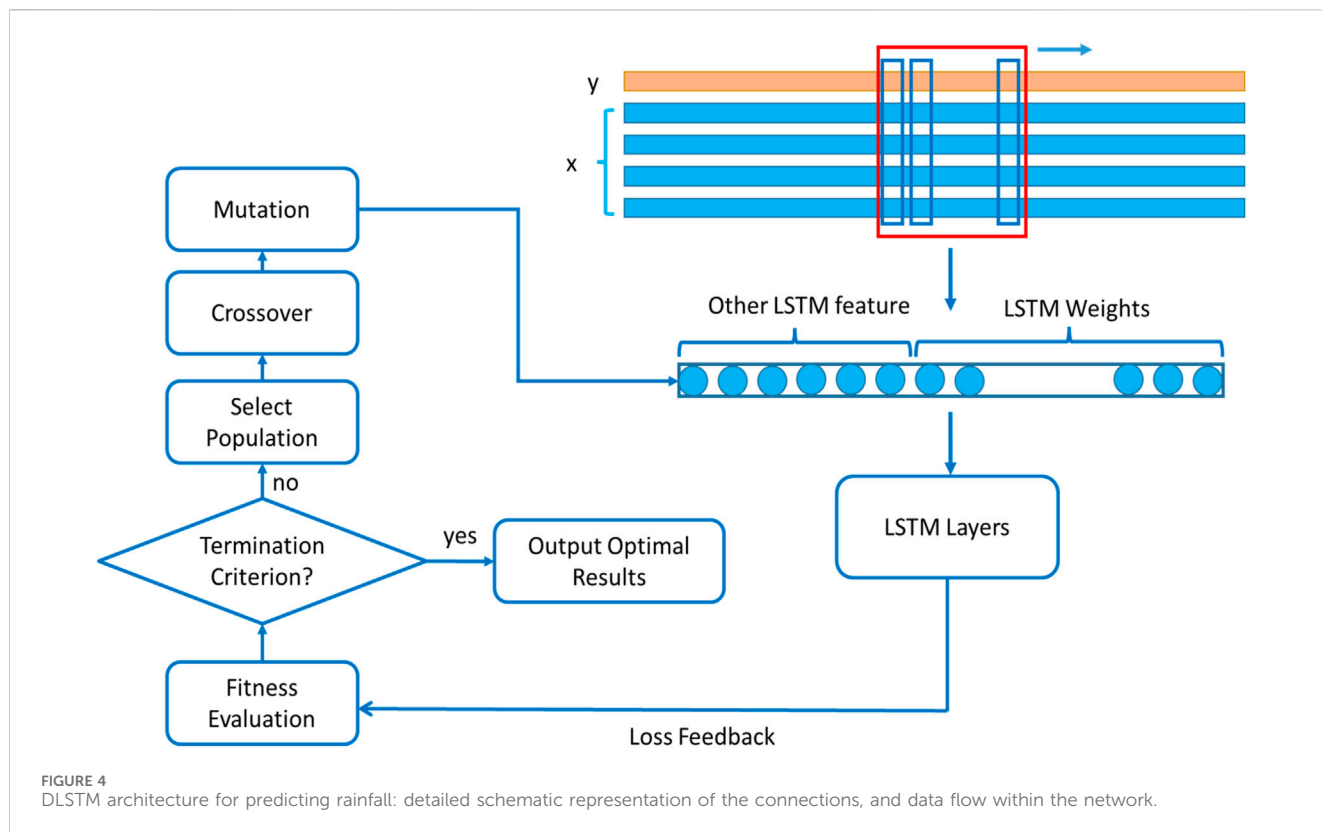 y
x
Mutation
Crossover
Other LSTM feature
LSTM Weights
Select
Population
no
Termination
Criterion?
yes
Output Optimal
Results
LSTM Layers
Fitness
Evaluation
Loss Feedback
FIGURE 4
DLSTM architecture for predicting rainfall: detailed schematic representation of the connections, and data flow within the network.